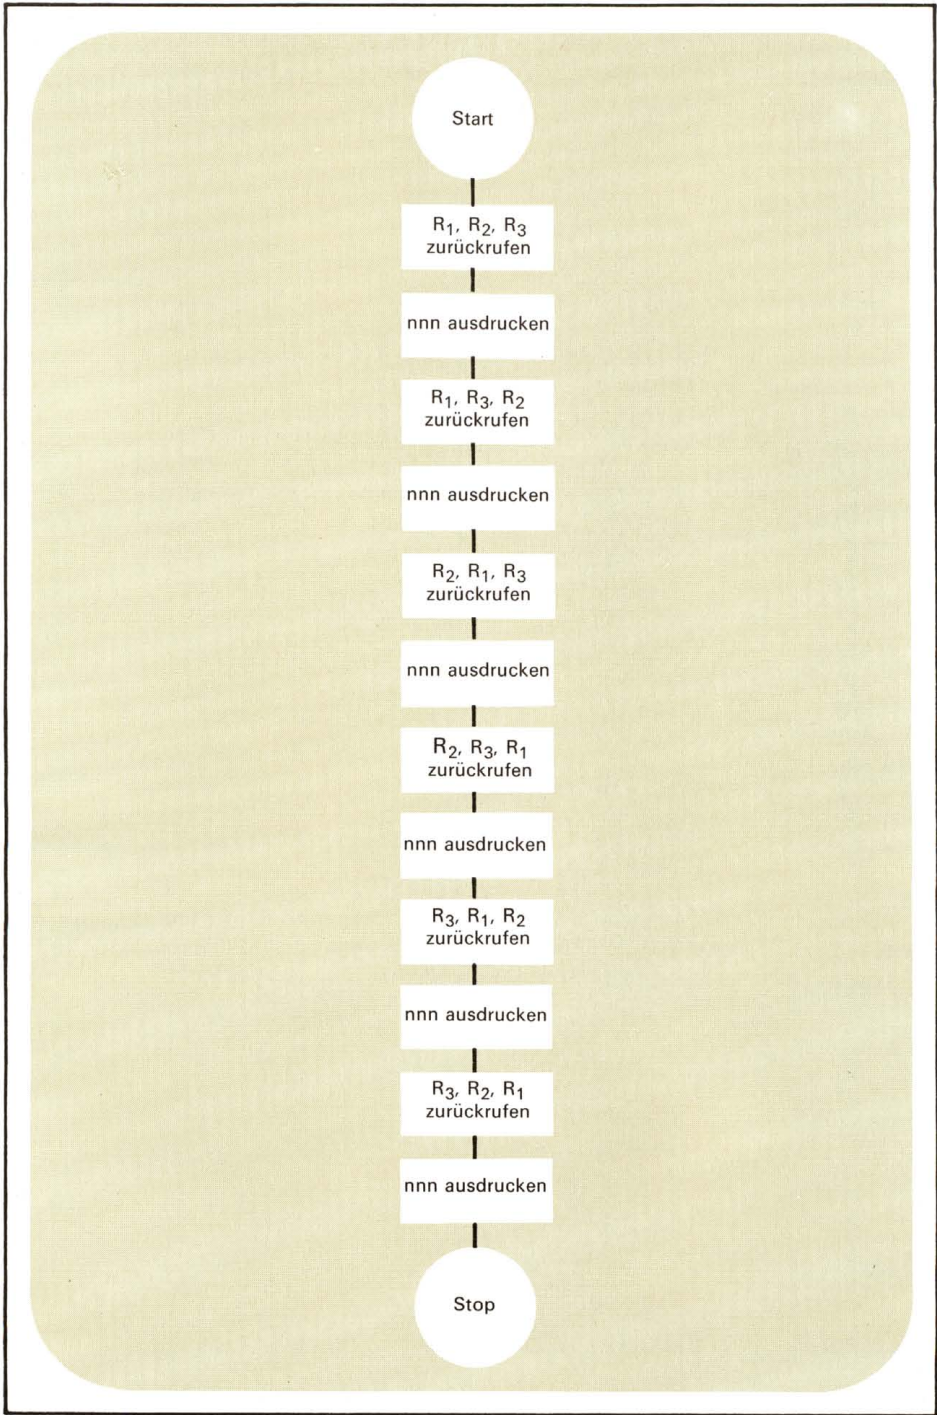 Start
R₁, R₂, R₃
zurückrufen
nnn ausdrucken
R₁, R₃, R₂
zurückrufen
nnn ausdrucken
R₂, R₁, R₃
zurückrufen
nnn ausdrucken
R₂, R₃, R₁
zurückrufen
nnn ausdrucken
R₃, R₁, R₂
zurückrufen
nnn ausdrucken
R₃, R₂, R₁
zurückrufen
nnn ausdrucken
Stop